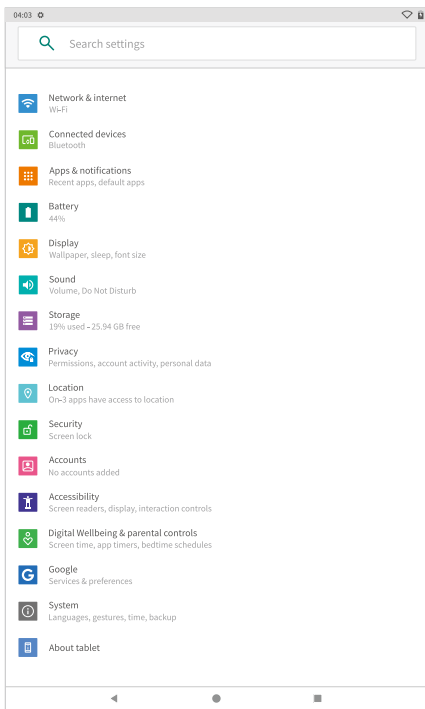 04:03
Search settings
Network & internet
Wi-Fi
Connected devices
Bluetooth
Apps & notifications
Recent apps, default apps
Battery
44%
Display
Wallpaper, sleep, font size
Sound
Volume, Do Not Disturb
Storage
19% used - 25.94 GB free
Privacy
Permissions, account activity, personal data
Location
On-3 apps have access to location
Security
Screen lock
Accounts
No accounts added
Accessibility
Screen readers, display, interaction controls
Digital Wellbeing & parental controls
Screen time, app timers, bedtime schedules
Google
Services & preferences
System
Languages, gestures, time, backup
About tablet